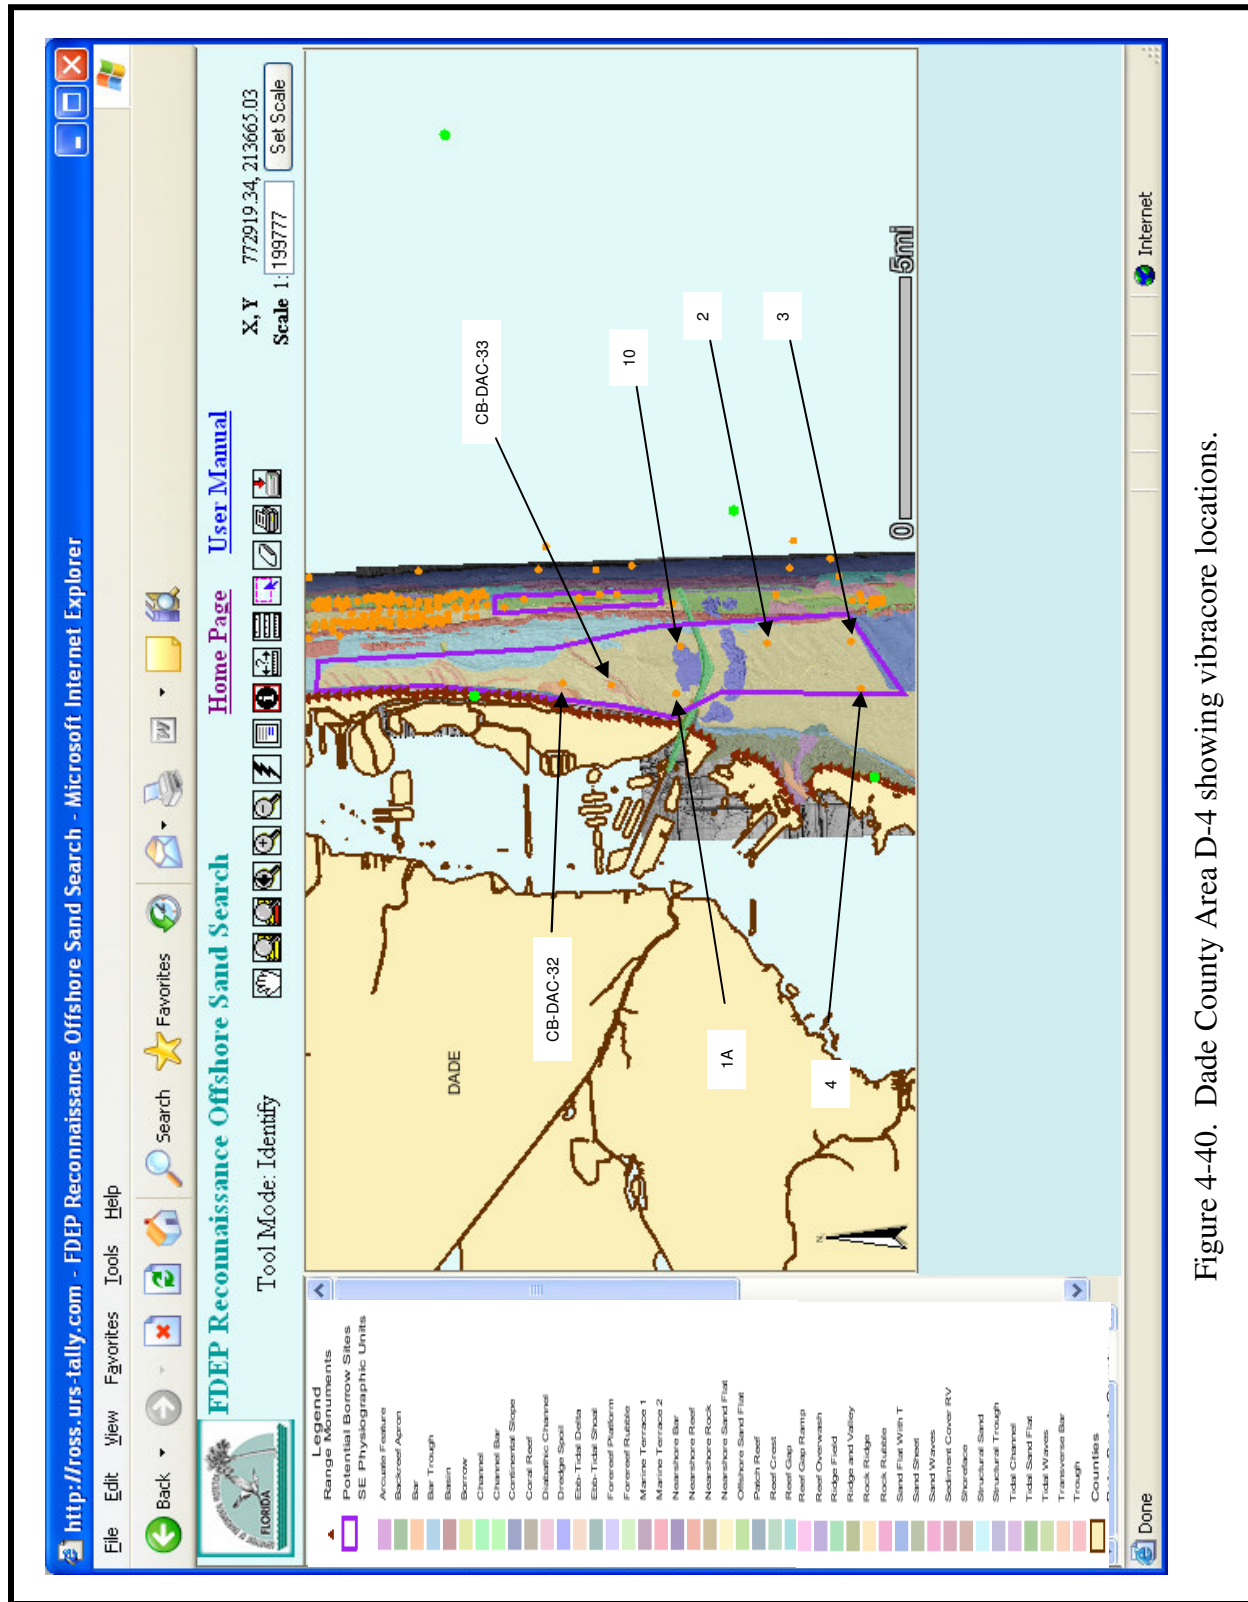 http://ross.urs-tally.com - FDEP Reconnaissance Offshore Sand Search - Microsoft Internet Explorer
File Edit View Favorites Tools Help
Back Search Favorites
FLORIDA
FDEP Reconnaissance Offshore Sand Search Home Page User Manual
Tool Mode: Identify
X, Y 772919.34, 213665.03
Scale 1: 199777 Set Scale
Legend
Range Monuments
Potential Borrow Sites
SE Physiographic Units
Arcuate Feature
Backreef Apron
Bar
Bar Trough
Basin
Borrow
Channel
Channel Bar
Continental Slope
Coral Reef
Diabathic Channel
Dredge Spoil
Ebb-Tidal Delta
Ebb-Tidal Shoal
Forereef Platform
Forereef Rubble
Marine Terrace 1
Marine Terrace 2
Nearshore Bar
Nearshore Reef
Nearshore Rock
Nearshore Sand Flat
Offshore Sand Flat
Patch Reef
Reef Crest
Reef Gap
Reef Gap Ramp
Reef Overwash
Ridge Field
Ridge and Valley
Rock Ridge
Rock Rubble
Sand Flat With T
Sand Sheet
Sand Waves
Sediment Cover RV
Shoreface
Structural Sand
Structural Trough
Tidal Channel
Tidal Sand Flat
Tidal Waves
Transverse Bar
Trough
Counties
DADE
N
CB-DAC-32
CB-DAC-33
1A
10
2
3
4
0 5mi
Done Internet
Figure 4-40. Dade County Area D-4 showing vibracore locations.